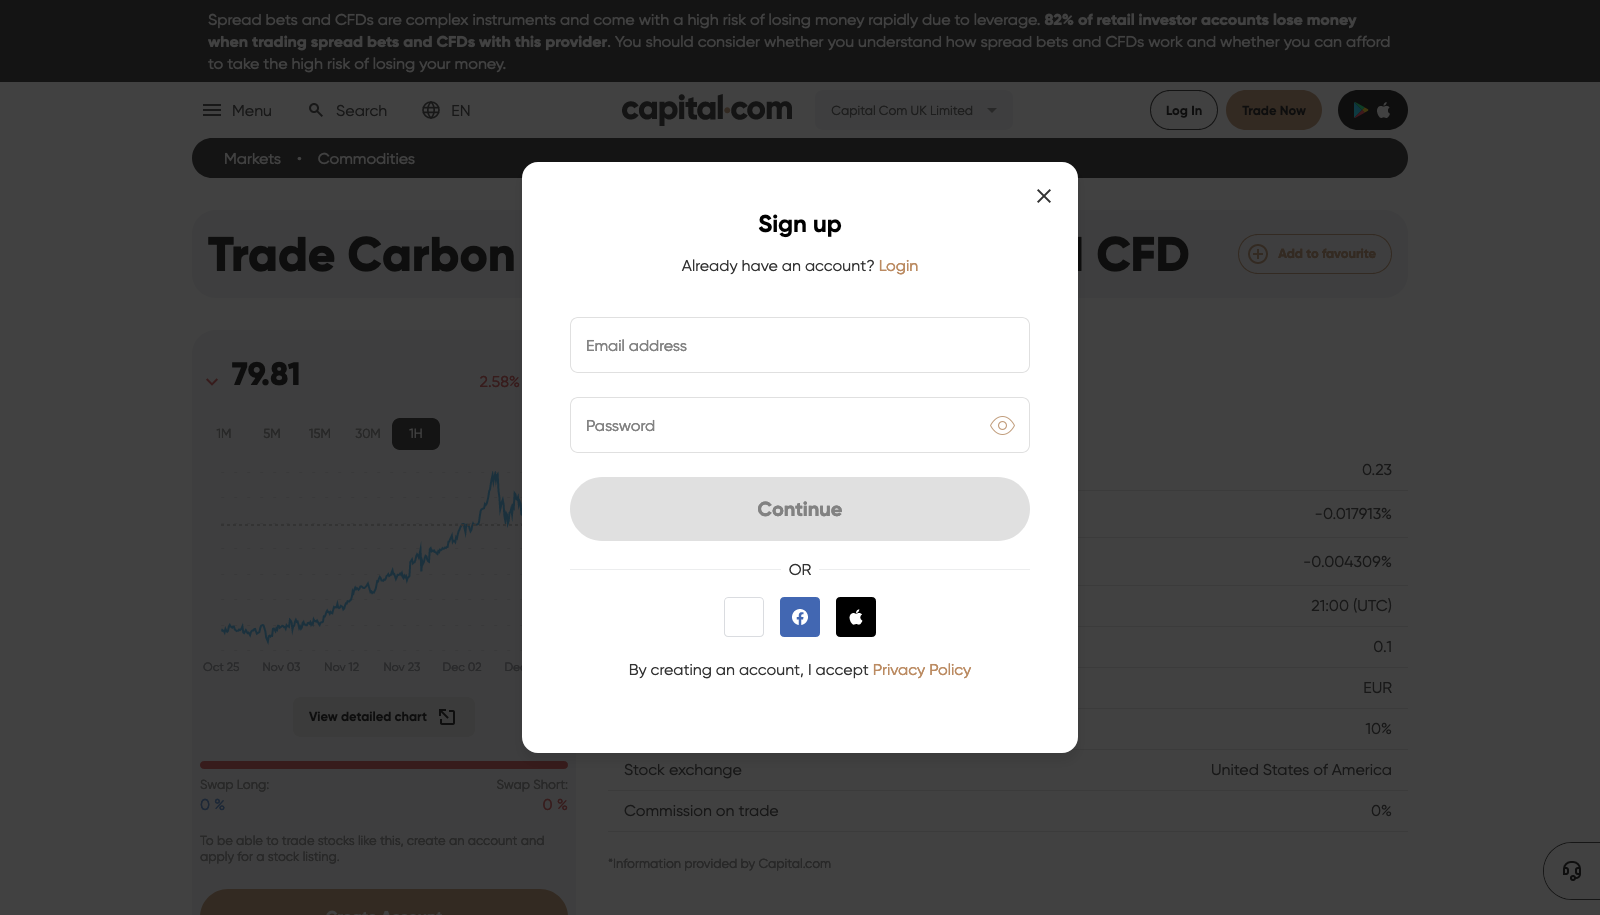 Spread bets and CFDs are complex instruments and come with a high risk of losing money rapidly due to leverage. 82% of retail investor accounts lose money
when trading spread bets and CFDs with this provider. You should consider whether you understand how spread bets and CFDs work and whether you can afford
to take the high risk of losing your money.
Menu Search EN capital.com Capital Com UK Limited Log In Trade Now
Markets • Commodities
Sign up
Trade Carbon CFD Add to favourite
Already have an account? Login
Email address
79.81 2.58%
Password
1M 5M 15M 30M 1H
0.23
Continue
-0.017913%
-0.004309%
OR
21:00 (UTC)
0.1
Oct 25 Nov 03 Nov 12 Nov 23 Dec 02
By creating an account, I accept Privacy Policy
EUR
View detailed chart
10%
Stock exchange United States of America
Swap Long: Swap Short:
0 % 0 %
Commission on trade 0%
To be able to trade stocks like this, create an account and
apply for a stock listing.
*Information provided by Capital.com
Create Account